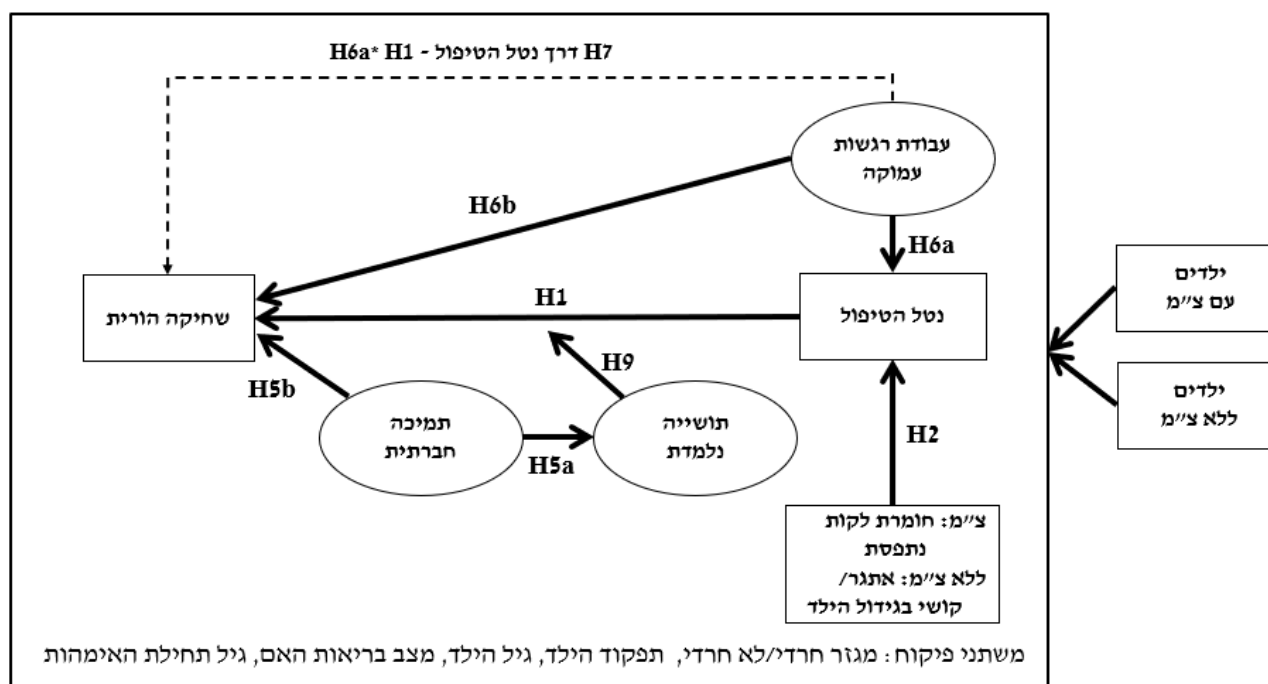 H7 דרך נטל הטיפול - H6a* H1
עבודת רגשות
עמוקה
H6b
H6a
ילדים
עם צ״מ
שחיקה הורית
H1
נטל הטיפול
H9
H5b
ילדים
ללא צ״מ
תמיכה
חברתית
תושייה
נלמדת
H5a
H2
צ״מ: חומרת לקות
נתפסת
ללא צ״מ: אתגר/
קושי בגידול הילד
משתני פיקוח: מגזר חרדי/לא חרדי, תפקוד הילד, גיל הילד, מצב בריאות האם, גיל תחילת האימהות